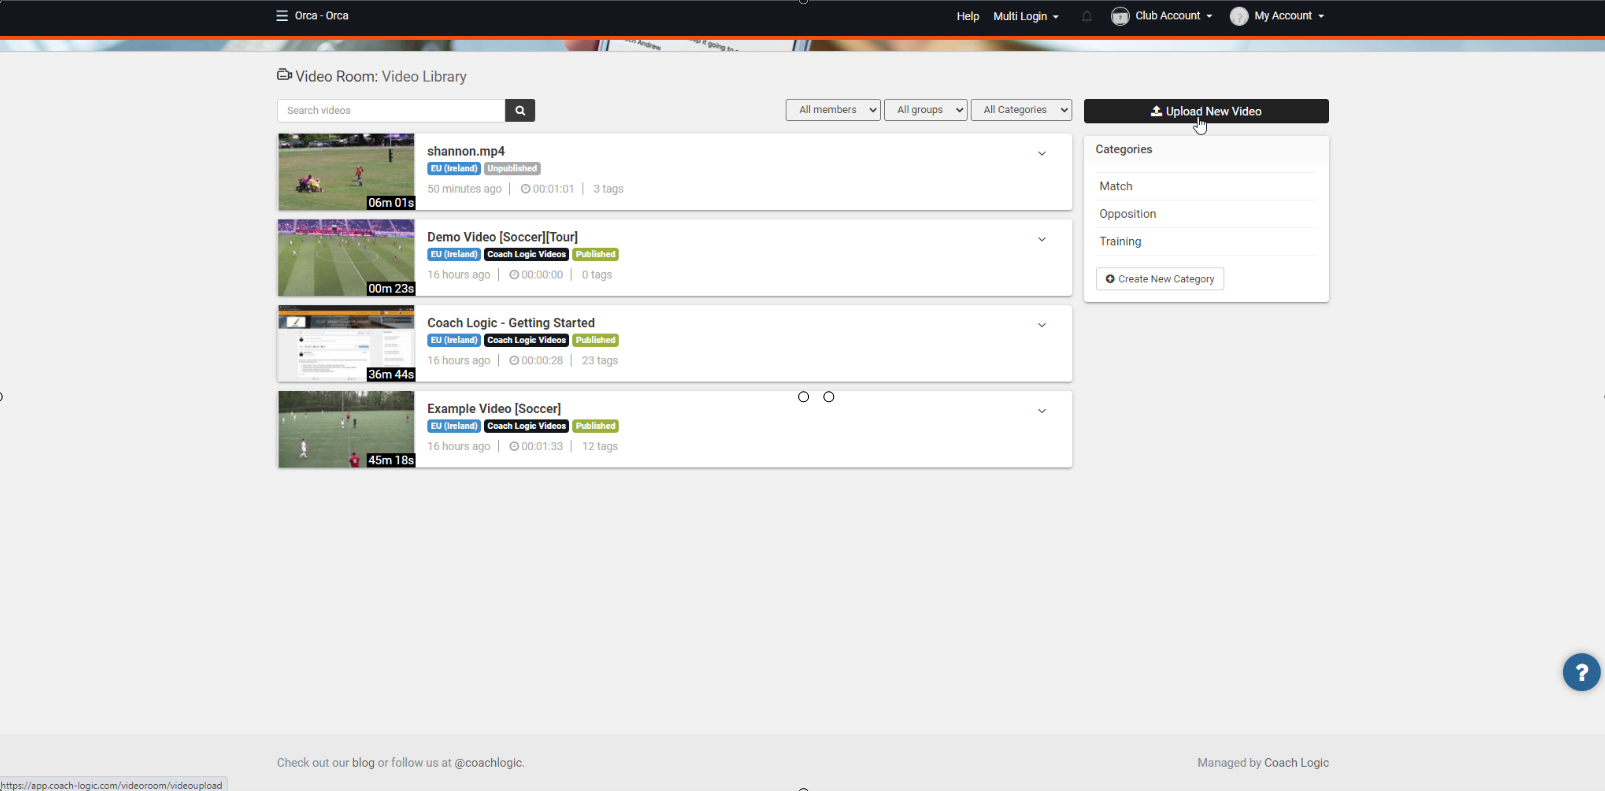 Orca - Orca
Help Multi Login Club Account My Account
Video Room: Video Library
Search videos
All members All groups All Categories
Upload New Video
shannon.mp4
EU (Ireland) Unpublished
50 minutes ago 00:01:01 3 tags
06m 01s
Demo Video [Soccer][Tour]
EU (Ireland) Coach Logic Videos Published
16 hours ago 00:00:00 0 tags
00m 23s
Coach Logic - Getting Started
EU (Ireland) Coach Logic Videos Published
16 hours ago 00:00:28 23 tags
36m 44s
Example Video [Soccer]
EU (Ireland) Coach Logic Videos Published
16 hours ago 00:01:33 12 tags
45m 18s
Categories
Match
Opposition
Training
Create New Category
?
Check out our blog or follow us at @coachlogic.
Managed by Coach Logic
https://app.coach-logic.com/videoroom/videoupload